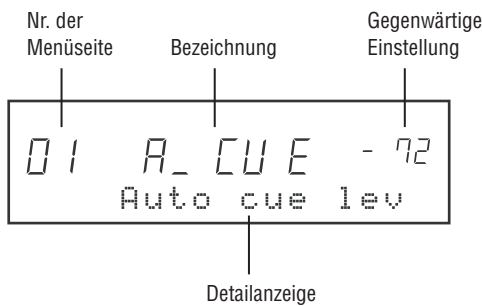 Nr. der
Menüseite
Bezeichnung
Gegenwärtige
Einstellung
01 A_CUE -72
Auto cue lev
Detailanzeige